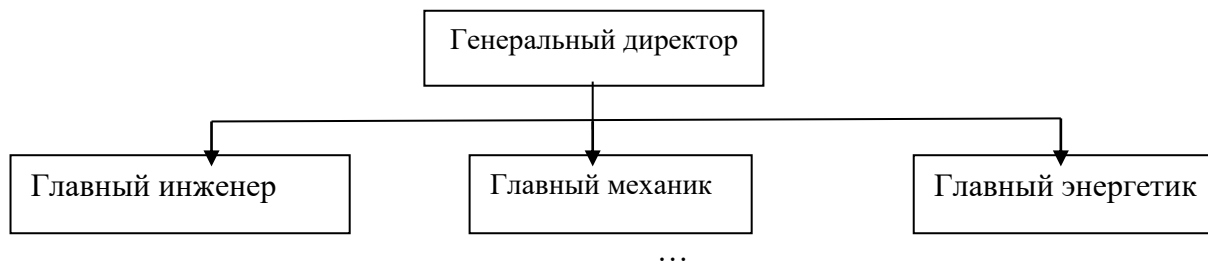 Генеральный директор
Главный инженер
Главный механик
Главный энергетик
…